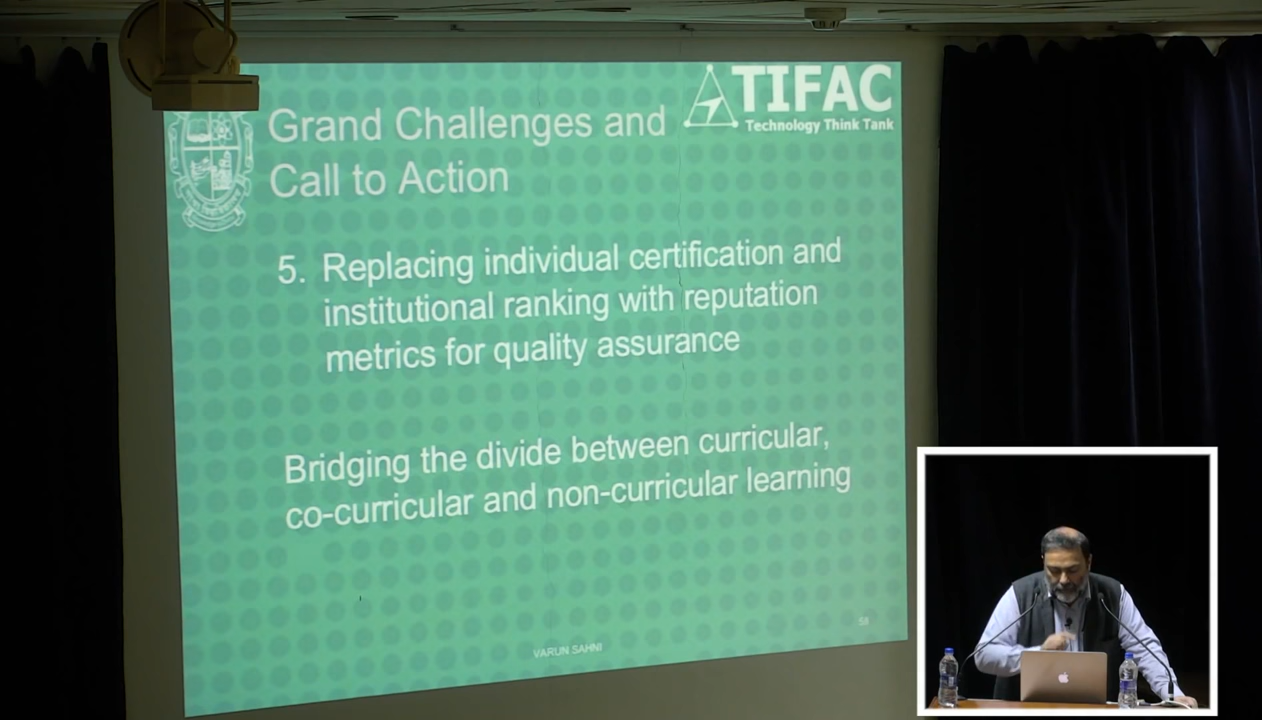 TIFAC
Technology Think Tank
Grand Challenges and
Call to Action
5. Replacing individual certification and
institutional ranking with reputation
metrics for quality assurance
Bridging the divide between curricular,
co-curricular and non-curricular learning
VARUN SAHNI